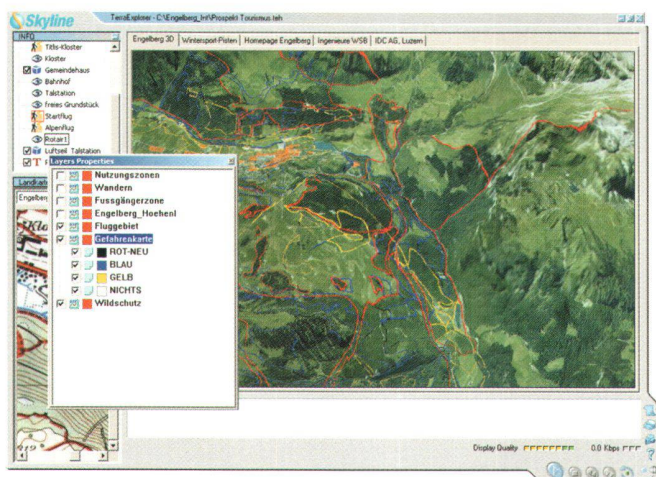 Skyline
TerraExplorer - C:\Engelberg_Int\Prospekt Tourismus.teh
INFO
Titlis-Kloster
Kloster
Gemeindehaus
Bahnhof
Talstation
freies Grundstück
Startflug
Alpenflug
Rotair1
Luftseil Talstation
Engelberg 3D
Wintersport-Pisten
Homepage Engelberg
Ingenieure WSB
IDC AG, Luzern
Layers Properties
Nutzungszonen
Wandern
Fussgängerzone
Engelberg_Hoehenl
Fluggebiet
Gefahrenkarte
ROT-NEU
BLAU
GELB
NICHTS
Wildschutz
Display Quality
0.0 Kbps